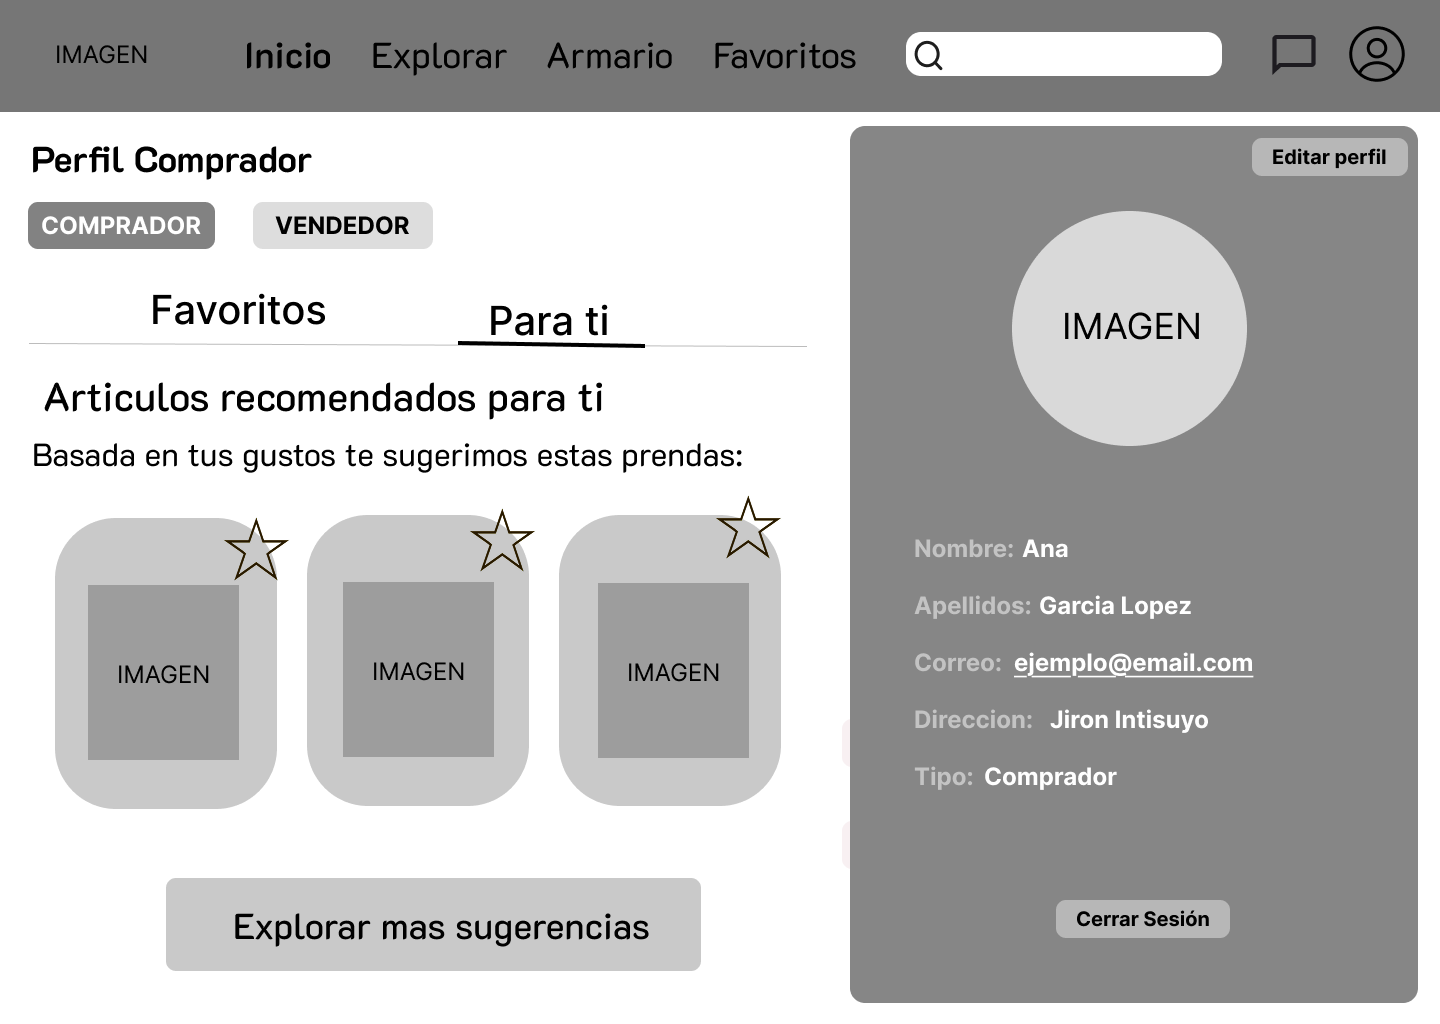 IMAGEN
Inicio
Explorar
Armario
Favoritos
Perfil Comprador
COMPRADOR
VENDEDOR
Favoritos
Para ti
Articulos recomendados para ti
Basada en tus gustos te sugerimos estas prendas:
IMAGEN
IMAGEN
IMAGEN
Explorar mas sugerencias
Editar perfil
IMAGEN
Nombre: Ana
Apellidos: Garcia Lopez
Correo: ejemplo@email.com
Direccion: Jiron Intisuyo
Tipo: Comprador
Cerrar Sesión